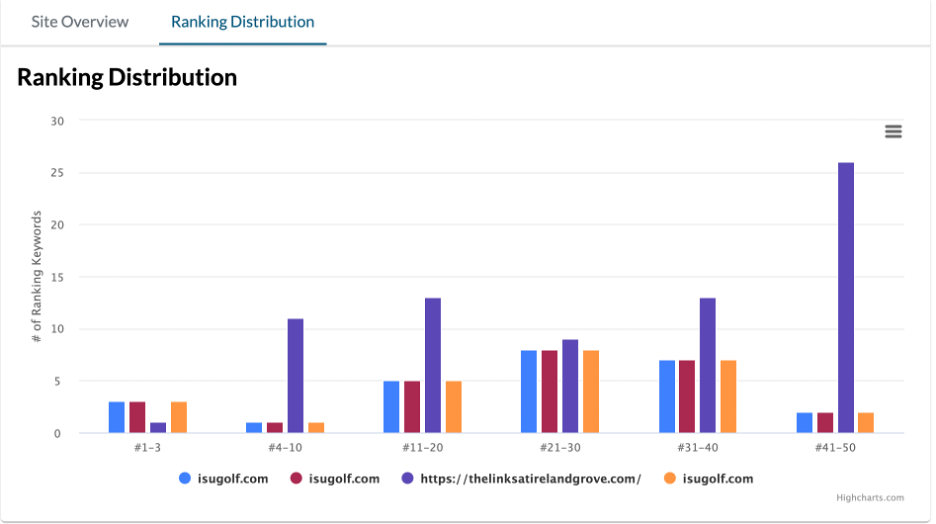 Site Overview Ranking Distribution
Ranking Distribution
# of Ranking Keywords
30
25
20
15
10
5
0
#1-3 #4-10 #11-20 #21-30 #31-40 #41-50
isugolf.com isugolf.com https://thelinksatirelandgrove.com/ isugolf.com
Highcharts.com